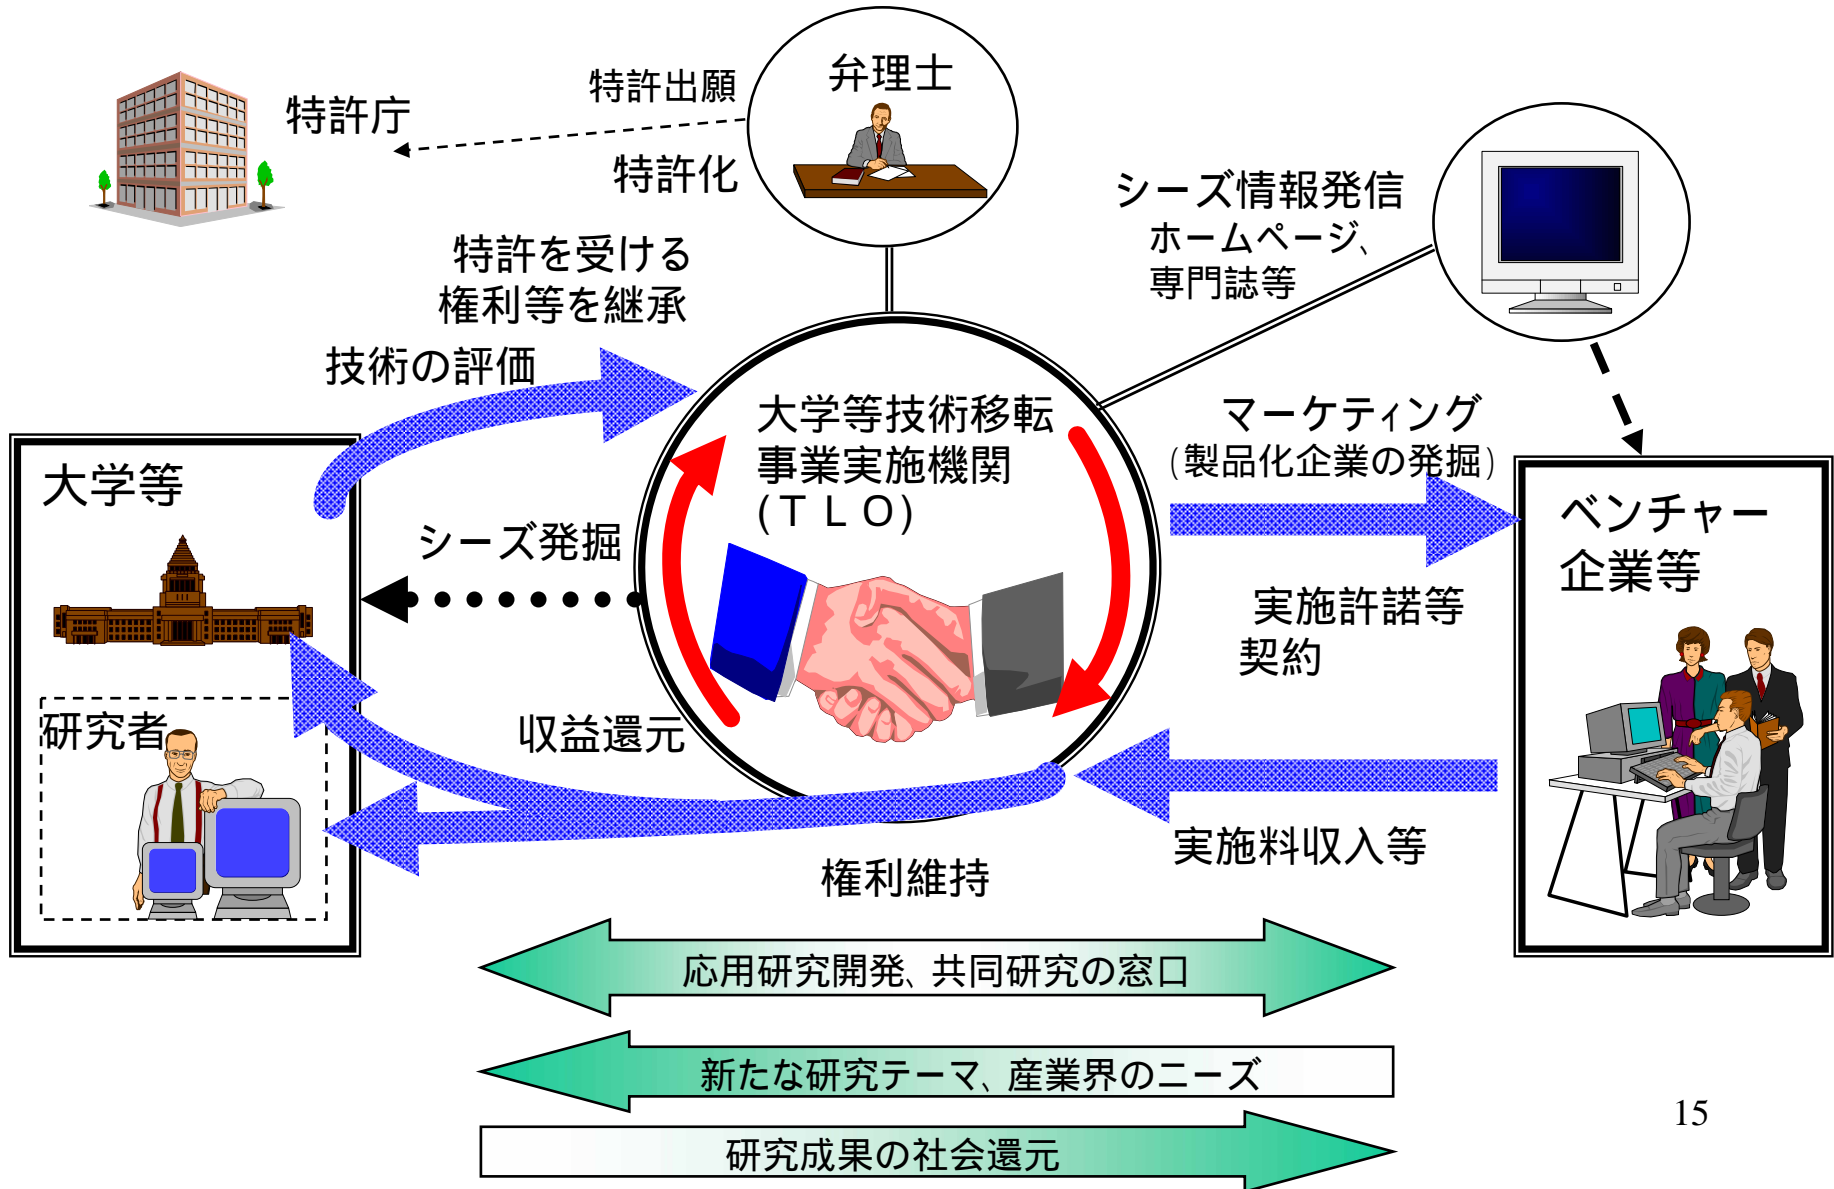 弁理士
特許出願
特許庁
特許化
シーズ情報発信
ホームページ、
専門誌等
特許を受ける
権利等を継承
技術の評価
大学等技術移転
事業実施機関
(ＴＬＯ)
マーケティング
(製品化企業の発掘)
大学等
シーズ発掘
ベンチャー
企業等
実施許諾等
契約
研究者
収益還元
実施料収入等
権利維持
応用研究開発、共同研究の窓口
新たな研究テーマ、産業界のニーズ
15
研究成果の社会還元